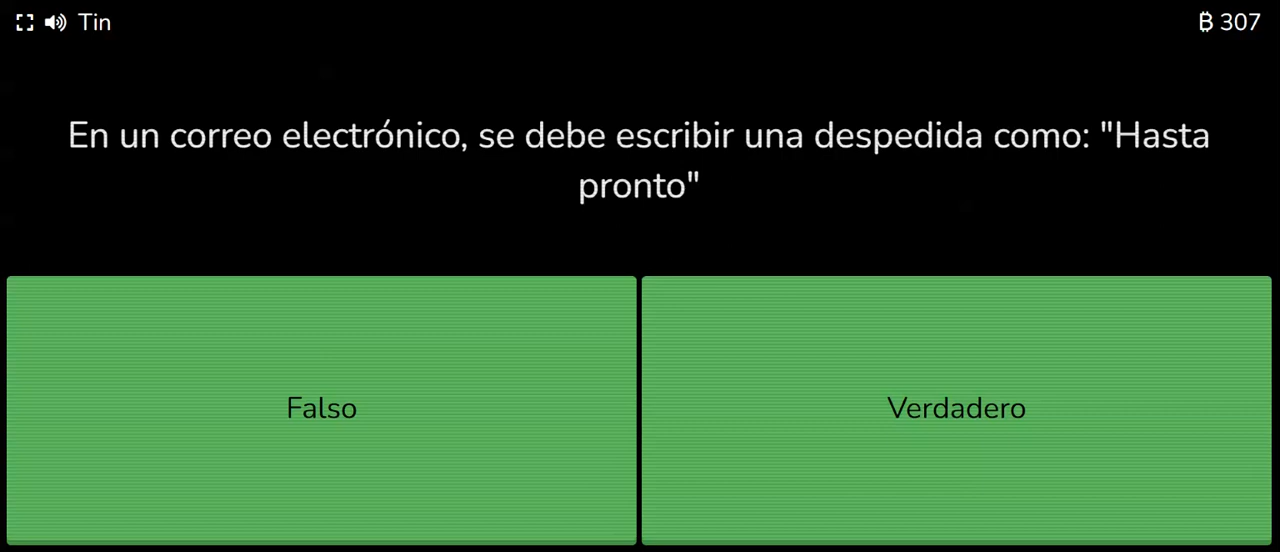 Tin
₿ 307
En un correo electrónico, se debe escribir una despedida como: "Hasta
pronto"
Falso
Verdadero